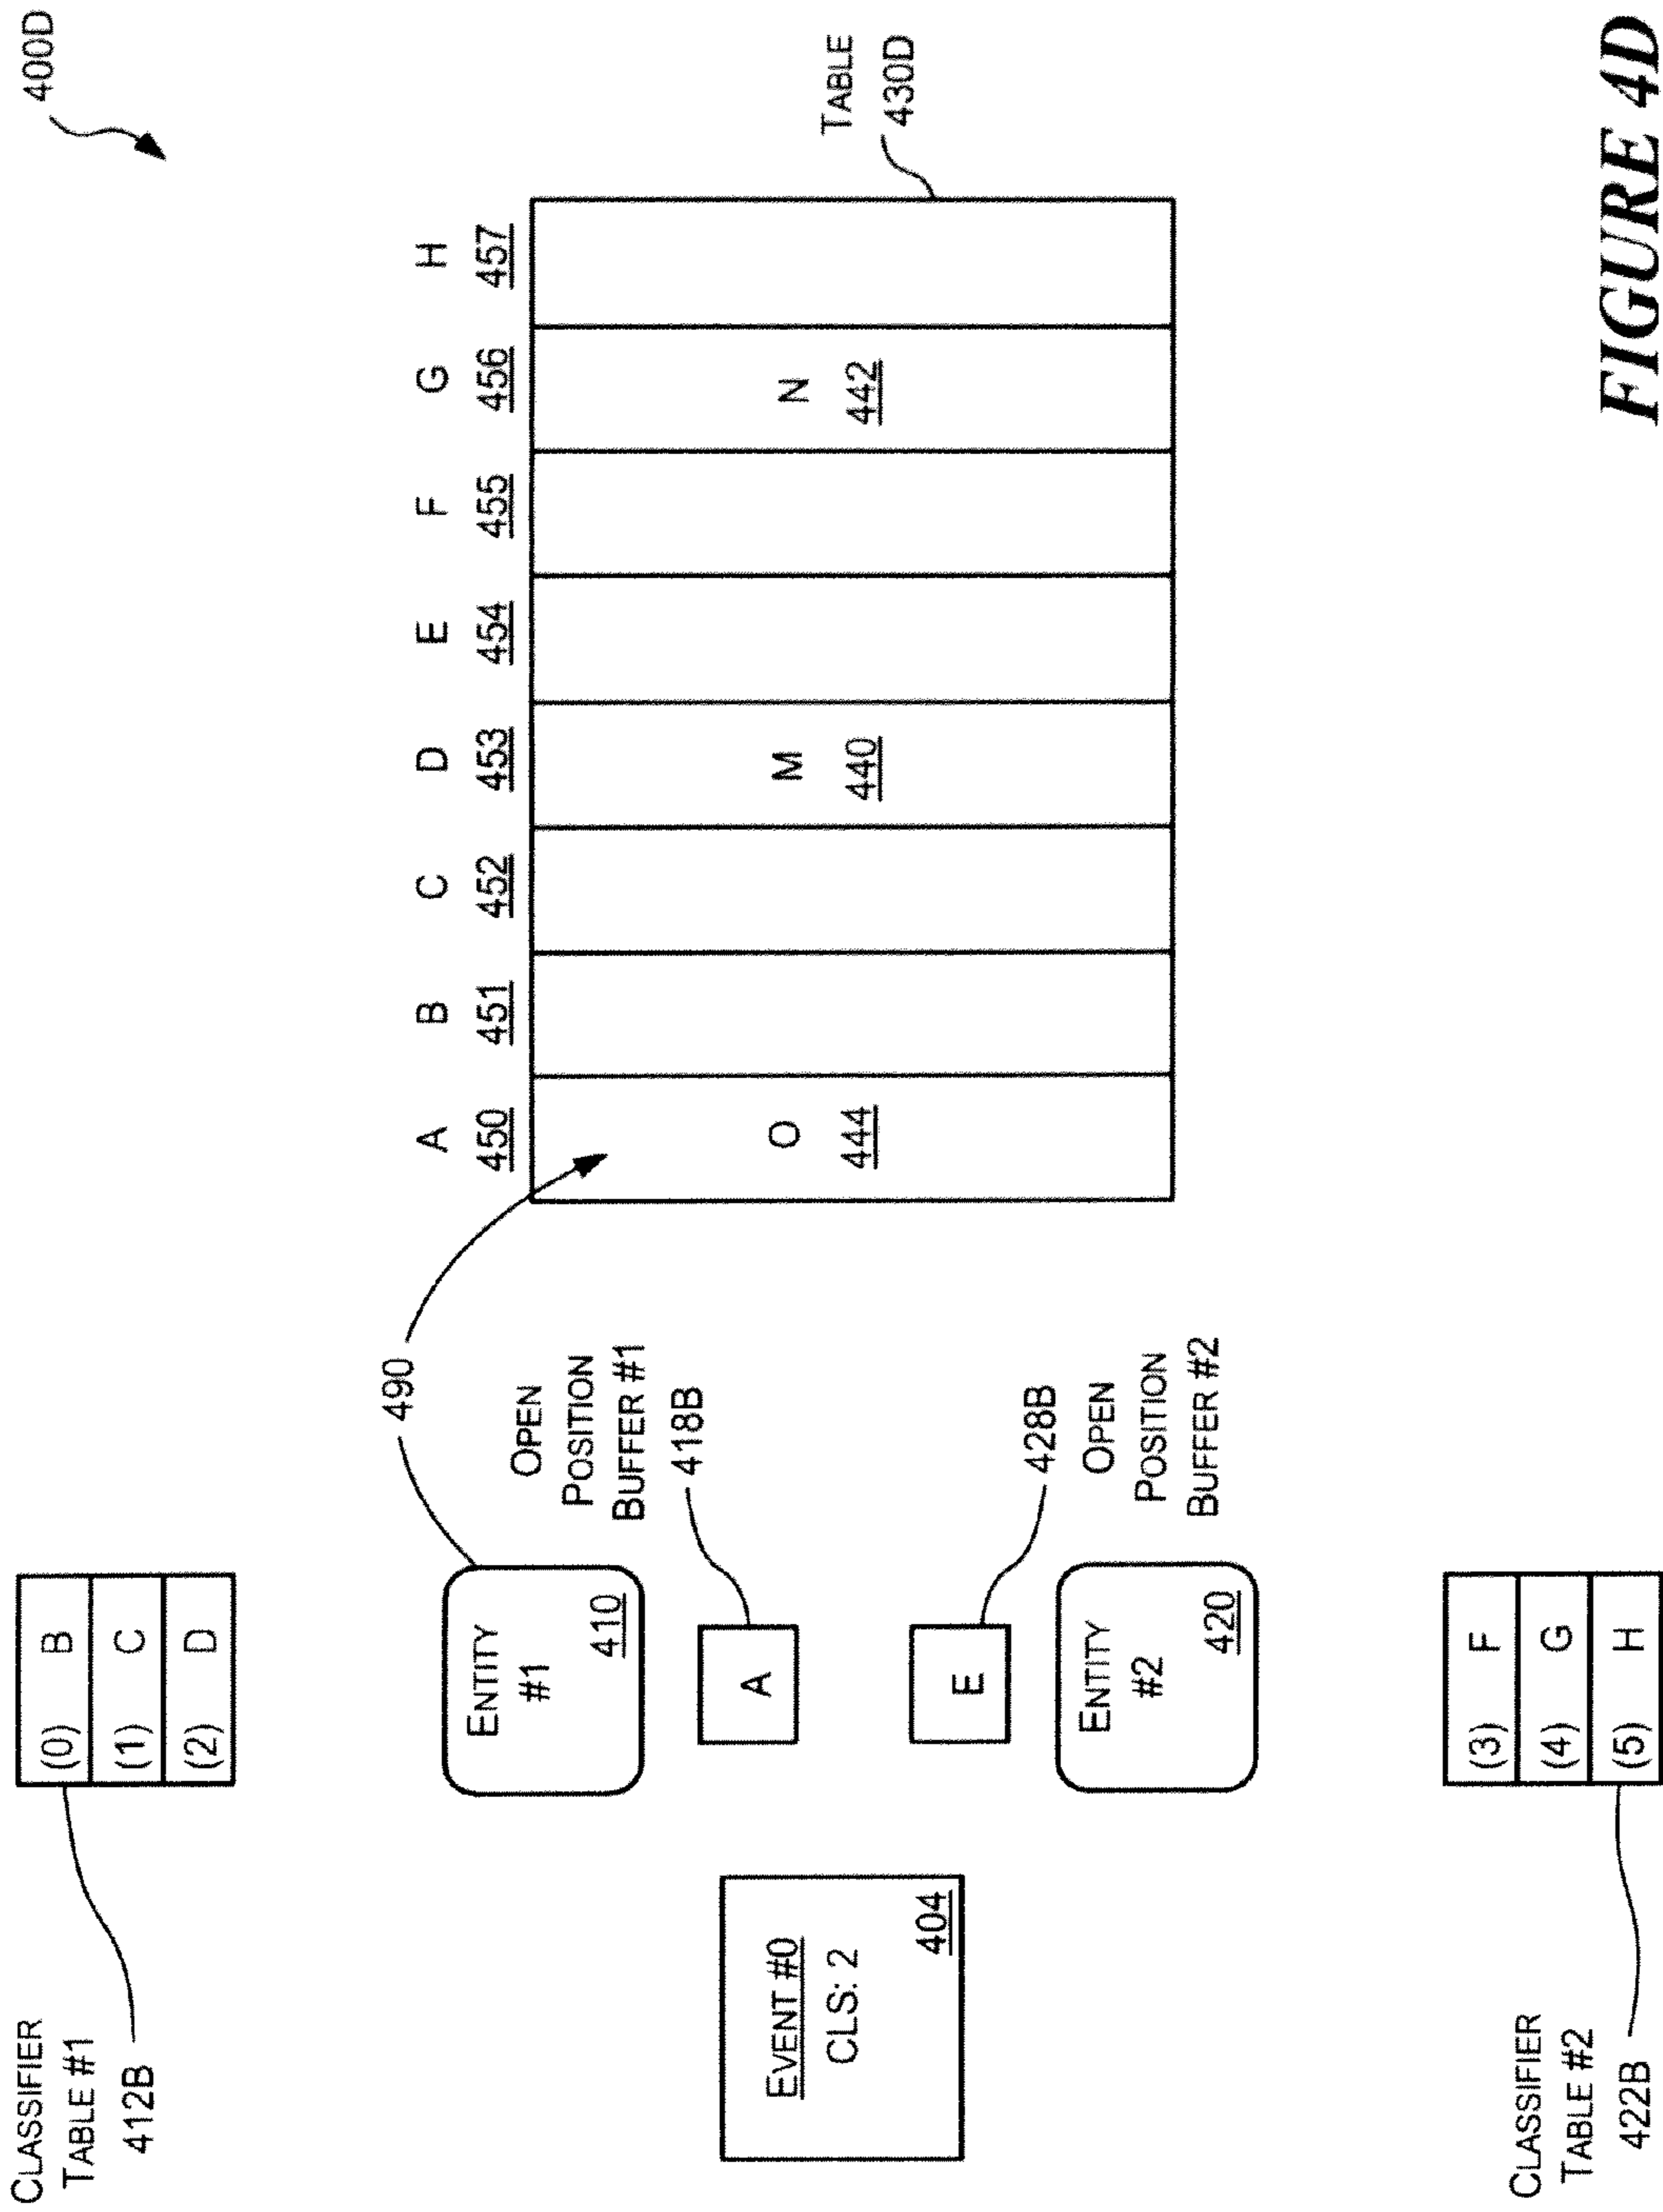 400D
CLASSIFIER
TABLE #1
412B
(0) B
(1) C
(2) D
490
A B C D E F G H
450 451 452 453 454 455 456 457
ENTITY
#1
410
OPEN
POSITION
BUFFER #1
418B
A
EVENT #0
CLS: 2
404
O M N
444 440 442
TABLE
430D
E
428B
OPEN
POSITION
BUFFER #2
ENTITY
#2
420
CLASSIFIER
TABLE #2
422B
(3) F
(4) G
(5) H
FIGURE 4D